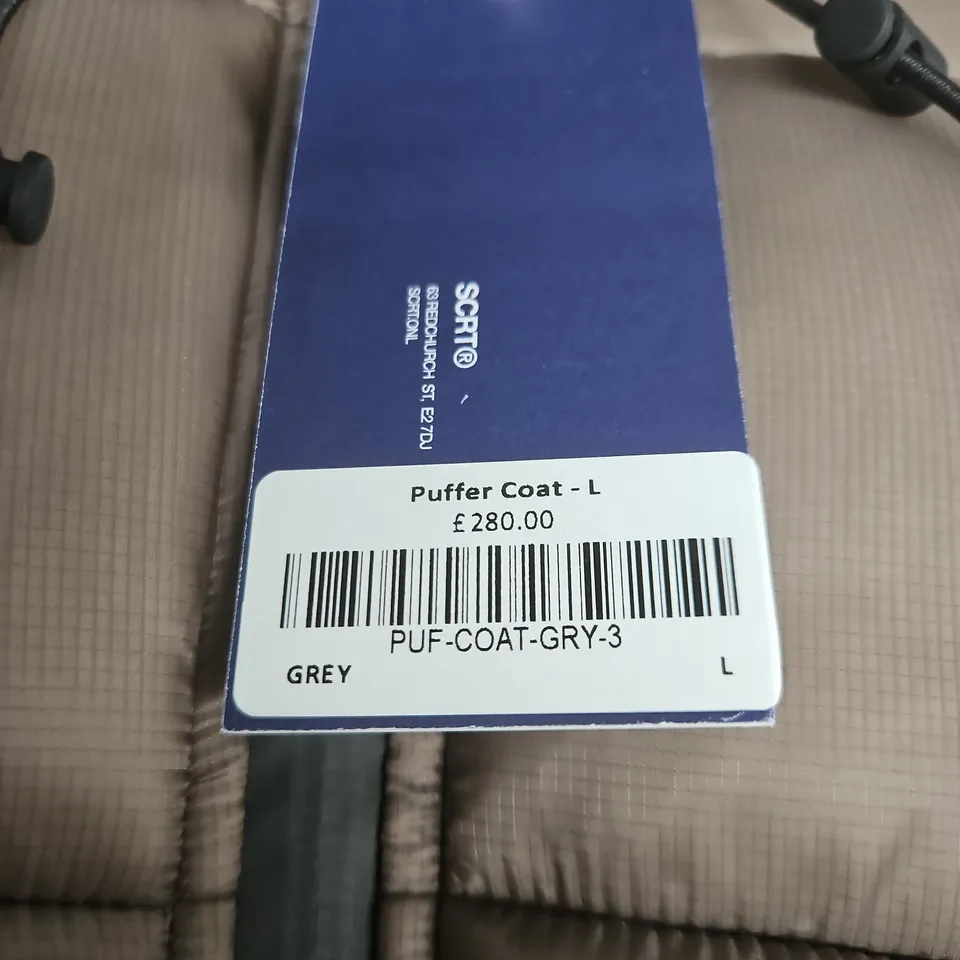 SCRT®
63 REDCHURCH ST, E2 7DJ
SCRT.ONL
Puffer Coat - L
£280.00
PUF-COAT-GRY-3
GREY
L